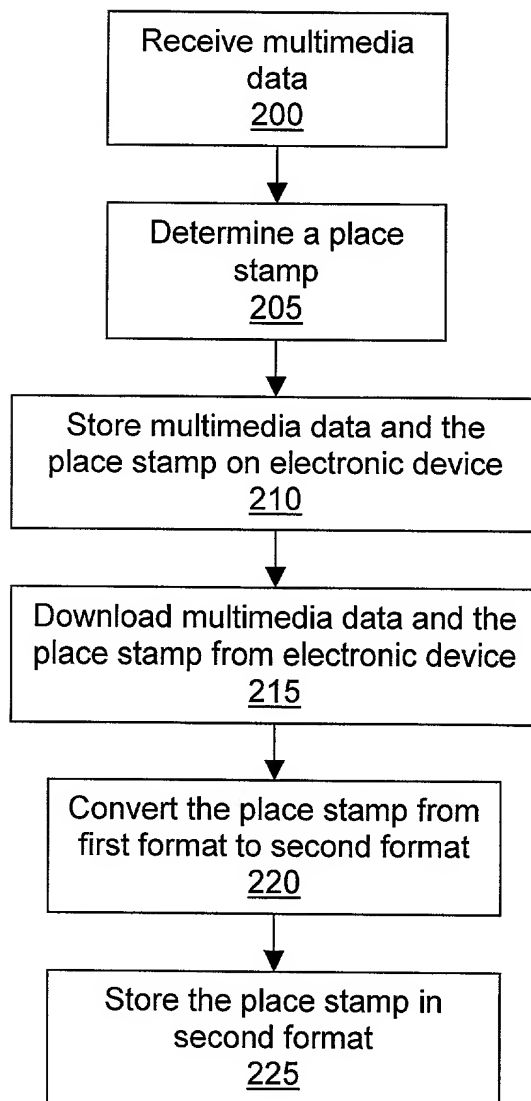 Receive multimedia
data
200
Determine a place
stamp
205
Store multimedia data and the
place stamp on electronic device
210
Download multimedia data and the
place stamp from electronic device
215
Convert the place stamp from
first format to second format
220
Store the place stamp in
second format
225